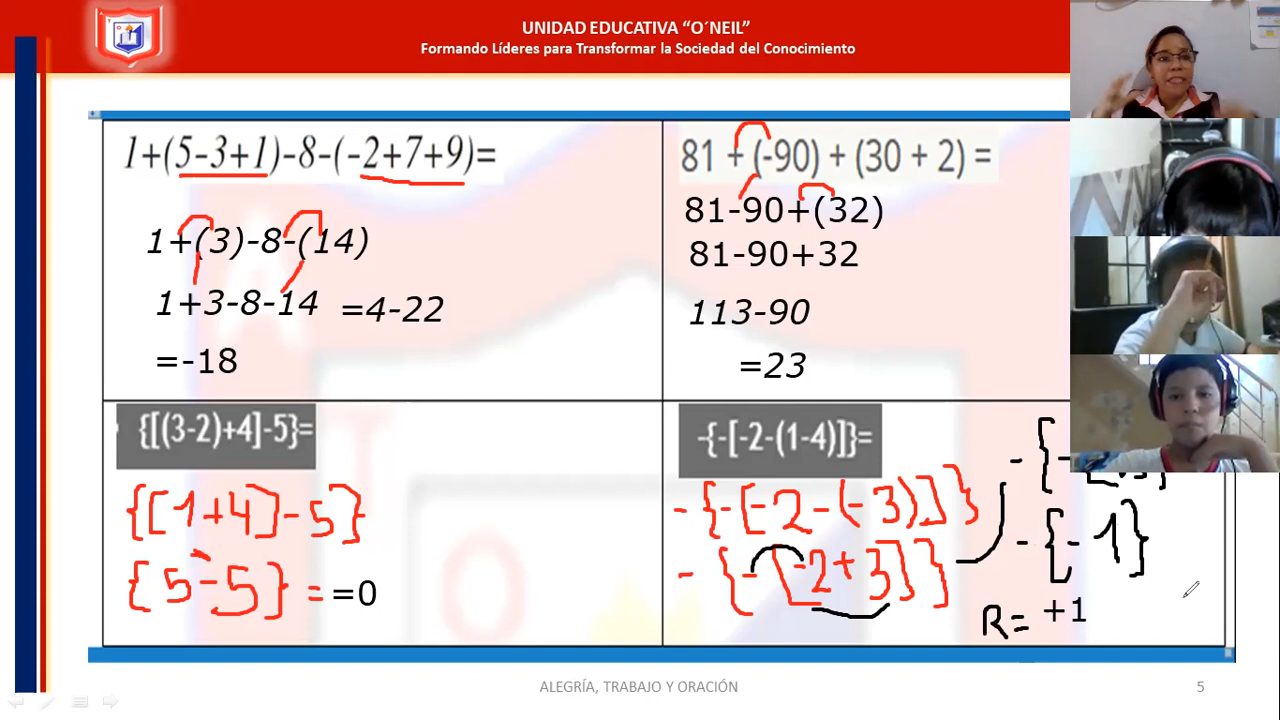 UNIDAD EDUCATIVA “O´NEIL”
Formando Líderes para Transformar la Sociedad del Conocimiento
1+(5-3+1)-8-(-2+7+9)=
1+(3)-8-(14)
1+3-8-14 =4-22
=-18
81 + (-90) + (30 + 2) =
81-90+(32)
81-90+32
113-90
=23
{[(3-2)+4]-5}=
{[1+4]-5}
{5-5} = =0
-{-[-2-(1-4)]}=
-{-[-2-(-3)]}
-{-[-2+3]}
-{-
-{-1}
R= +1
ALEGRÍA, TRABAJO Y ORACIÓN
5